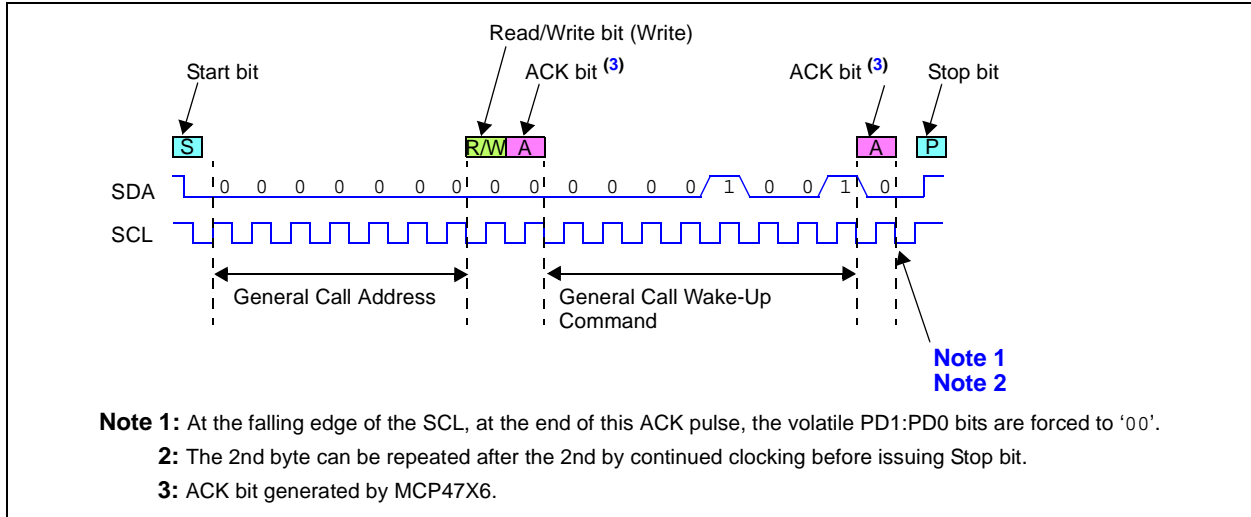 Read/Write bit (Write)
Start bit
ACK bit (3)
ACK bit (3)
Stop bit
S
R/W
A
A
P
SDA
0 0 0 0 0 0 0 0 0 0 0 0 0 1 0 0 1 0
SCL
General Call Address
General Call Wake-Up
Command
Note 1
Note 2
Note 1: At the falling edge of the SCL, at the end of this ACK pulse, the volatile PD1:PD0 bits are forced to ‘00’.
2: The 2nd byte can be repeated after the 2nd by continued clocking before issuing Stop bit.
3: ACK bit generated by MCP47X6.